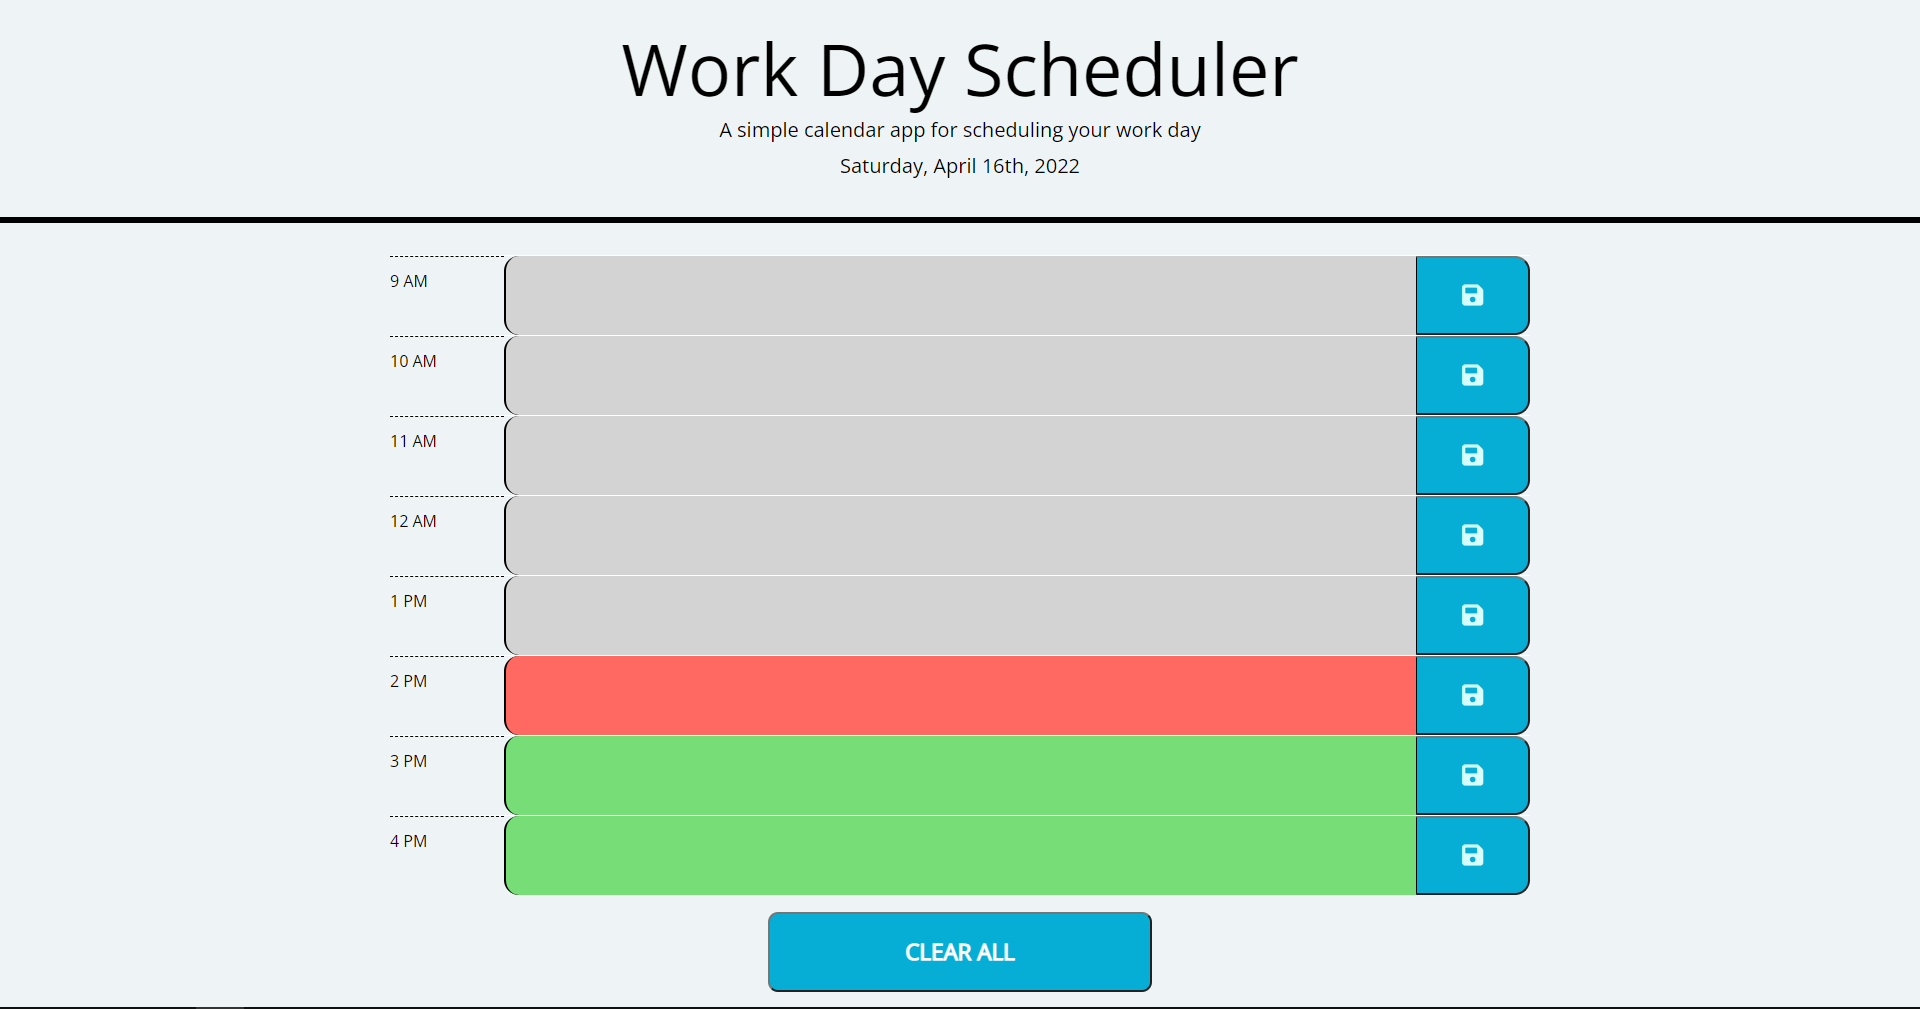 Work Day Scheduler
A simple calendar app for scheduling your work day
Saturday, April 16th, 2022
9 AM
10 AM
11 AM
12 AM
1 PM
2 PM
3 PM
4 PM
CLEAR ALL